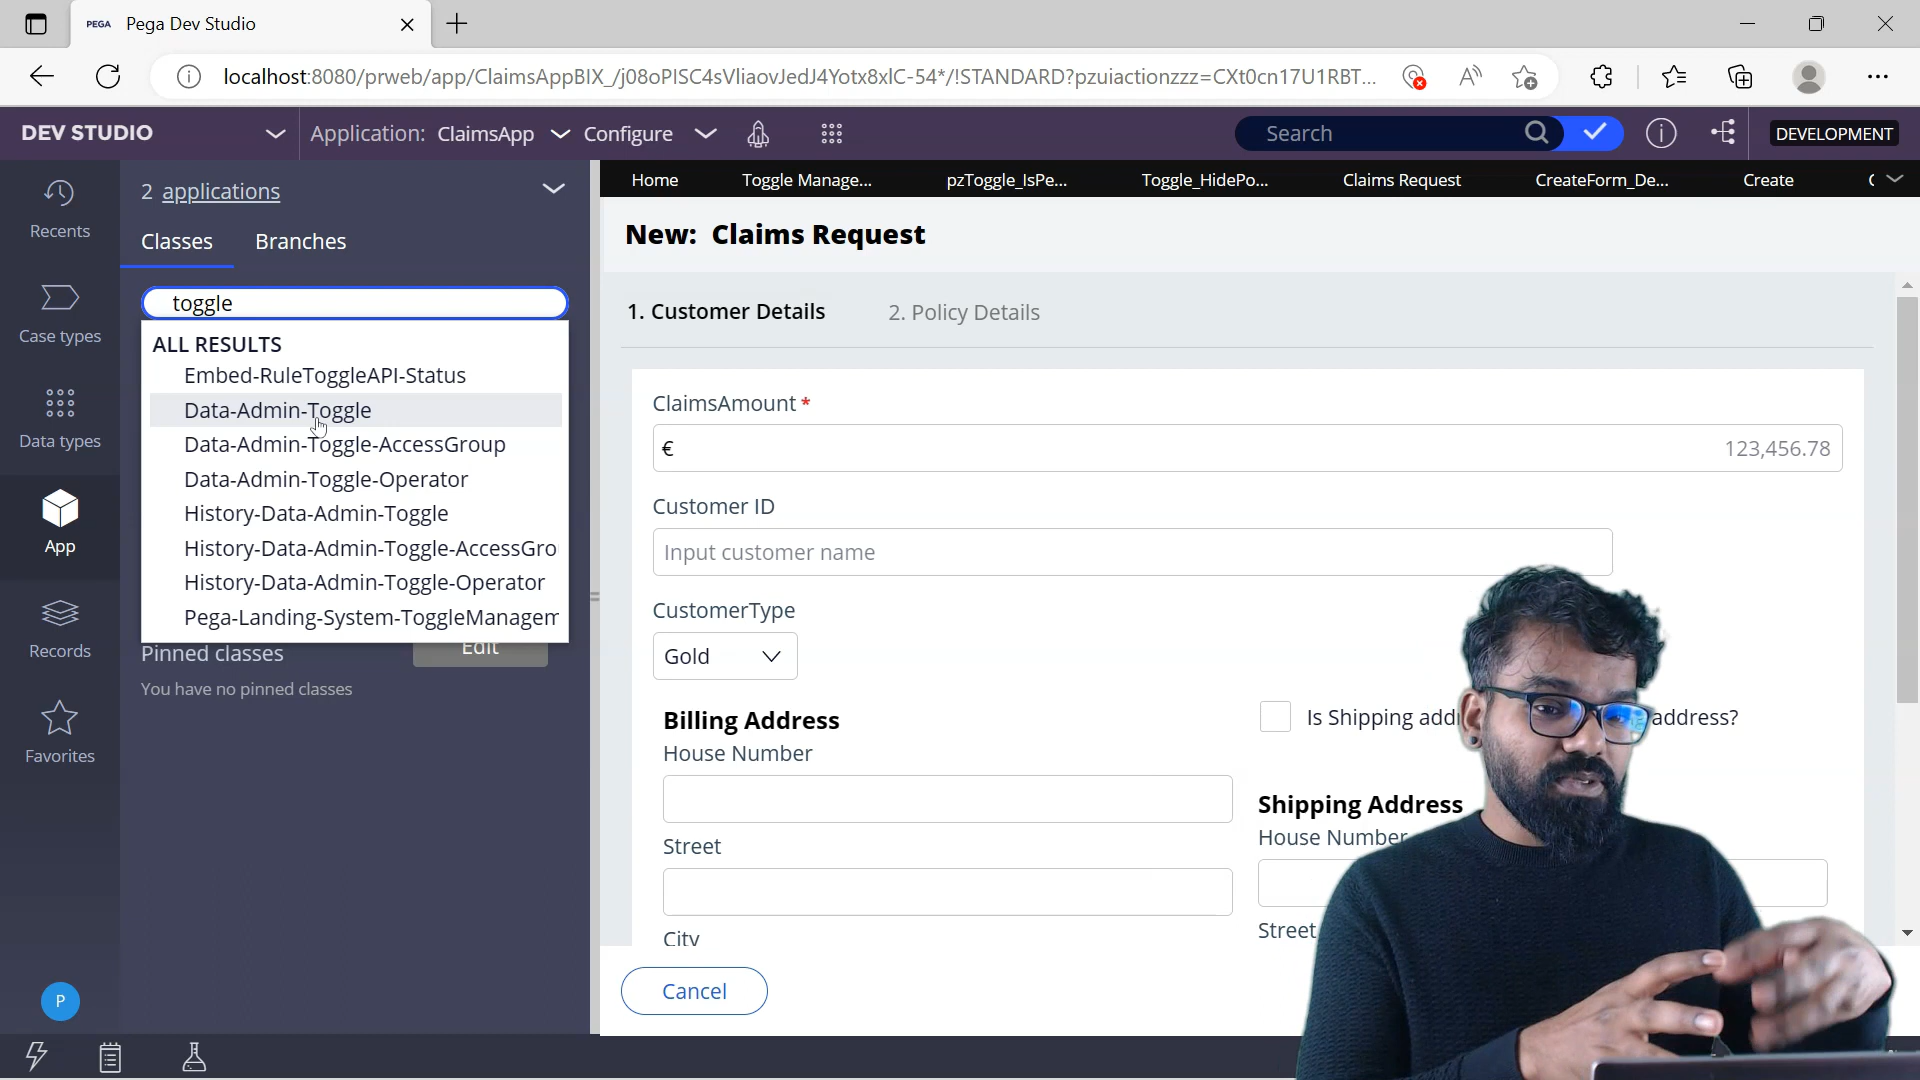 PEGA Pega Dev Studio
localhost:8080/prweb/app/ClaimsAppBIX_/j08oPISC4sVliaovJedJ4Yotx8xlC-54*/!STANDARD?pzuiactionzzz=CXt0cn17U1RBT...
DEV STUDIO Application: ClaimsApp Configure Search DEVELOPMENT
Recents
Case types
Data types
App
Records
Favorites
P
2 applications
Classes Branches
toggle
ALL RESULTS
Embed-RuleToggleAPI-Status
Data-Admin-Toggle
Data-Admin-Toggle-AccessGroup
Data-Admin-Toggle-Operator
History-Data-Admin-Toggle
History-Data-Admin-Toggle-AccessGro
History-Data-Admin-Toggle-Operator
Pega-Landing-System-ToggleManagem
Pinned classes Edit
You have no pinned classes
Home Toggle Manage... pzToggle_IsPe... Toggle_HidePo... Claims Request CreateForm_De... Create
New: Claims Request
1. Customer Details 2. Policy Details
ClaimsAmount *
€ 123,456.78
Customer ID
Input customer name
CustomerType
Gold
Billing Address
House Number
Street
City
Is Shipping addr address?
Shipping Address
House Number
Street
Cancel